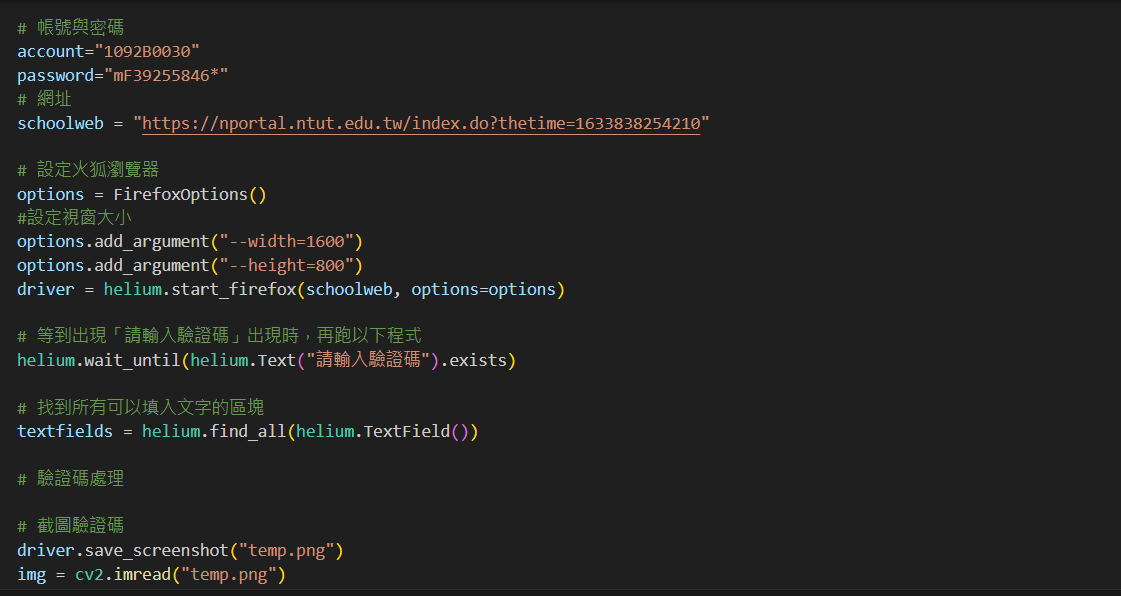 # 帳號與密碼
account="1092B0030"
password="mF39255846*"
# 網址
schoolweb = "https://nportal.ntut.edu.tw/index.do?thetime=1633838254210"
# 設定火狐瀏覽器
options = FirefoxOptions()
#設定視窗大小
options.add_argument("--width=1600")
options.add_argument("--height=800")
driver = helium.start_firefox(schoolweb, options=options)
# 等到出現「請輸入驗證碼」出現時，再跑以下程式
helium.wait_until(helium.Text("請輸入驗證碼").exists)
# 找到所有可以填入文字的區塊
textfields = helium.find_all(helium.TextField())
# 驗證碼處理
# 截圖驗證碼
driver.save_screenshot("temp.png")
img = cv2.imread("temp.png")